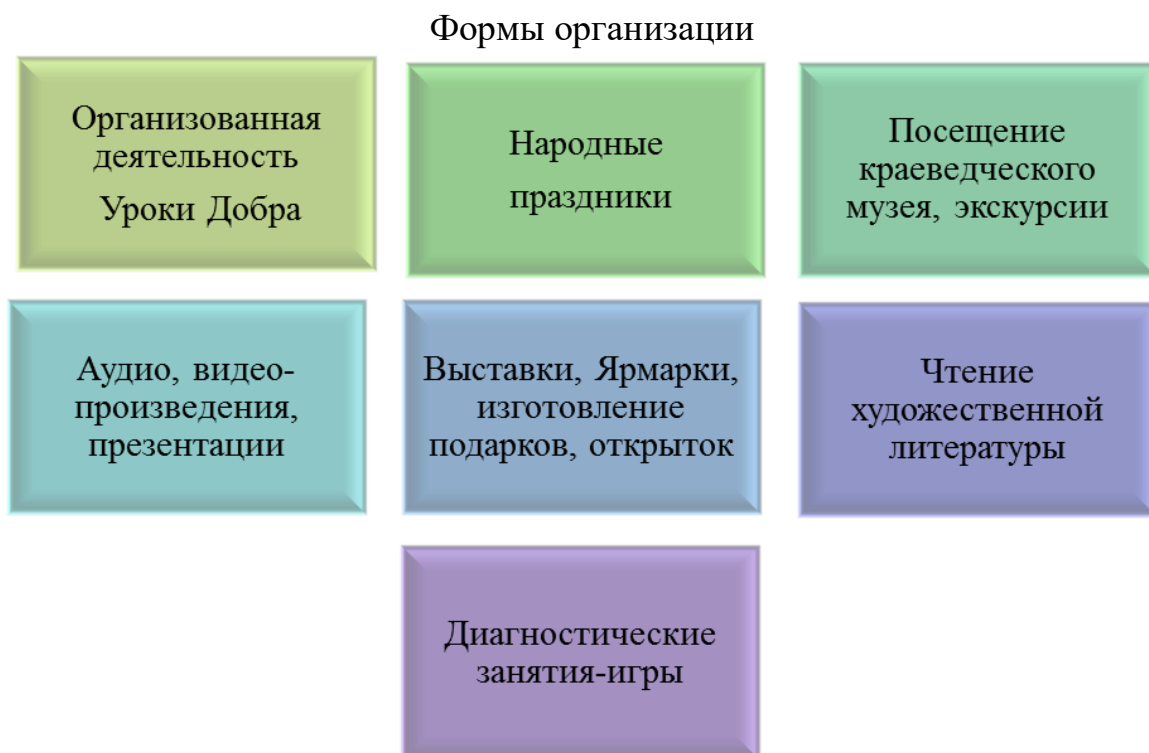 Формы организации
Организованная
деятельность
Уроки Добра
Народные
праздники
Посещение
краеведческого
музея, экскурсии
Аудио, видео-
произведения,
презентации
Выставки, Ярмарки,
изготовление
подарков, открыток
Чтение
художественной
литературы
Диагностические
занятия-игры